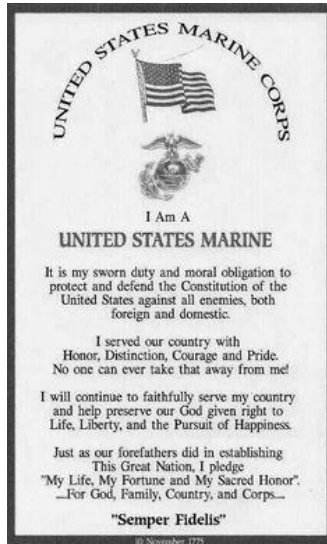 UNITED STATES MARINE CORPS
I Am A
UNITED STATES MARINE
It is my sworn duty and moral obligation to
protect and defend the Constitution of the
United States against all enemies, both
foreign and domestic.
I served our country with
Honor, Distinction, Courage and Pride.
No one can ever take that away from me!
I will continue to faithfully serve my country
and help preserve our God given right to
Life, Liberty, and the Pursuit of Happiness.
Just as our forefathers did in establishing
This Great Nation, I pledge
"My Life, My Fortune and My Sacred Honor".
...For God, Family, Country, and Corps...
"Semper Fidelis"
10 November 1775